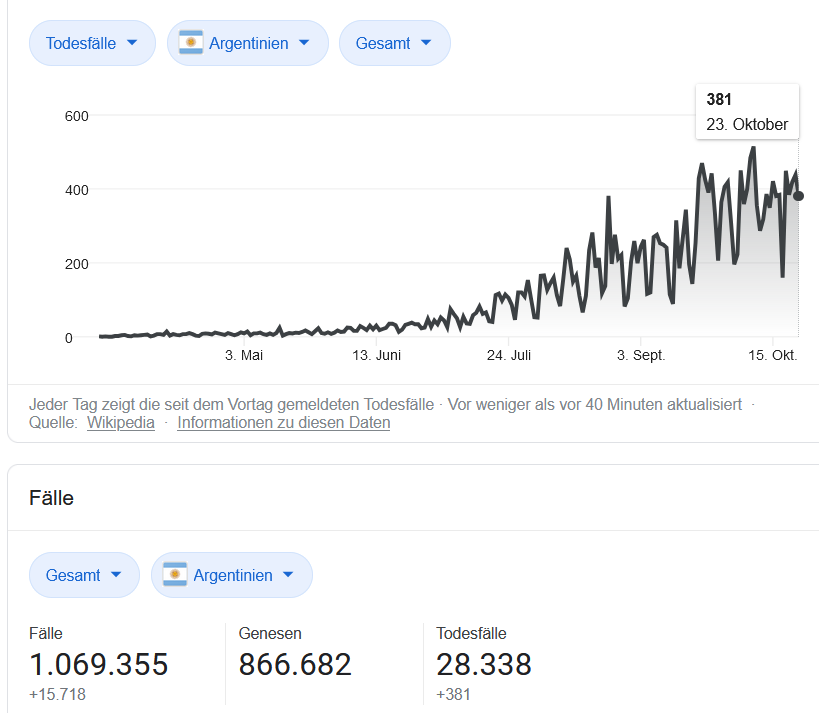 Todesfälle Argentinien Gesamt
381
23. Oktober
600
400
200
0
3. Mai 13. Juni 24. Juli 3. Sept. 15. Okt.
Jeder Tag zeigt die seit dem Vortag gemeldeten Todesfälle · Vor weniger als vor 40 Minuten aktualisiert ·
Quelle: Wikipedia · Informationen zu diesen Daten
Fälle
Gesamt Argentinien
Fälle Genesen Todesfälle
1.069.355 866.682 28.338
+15.718 +381